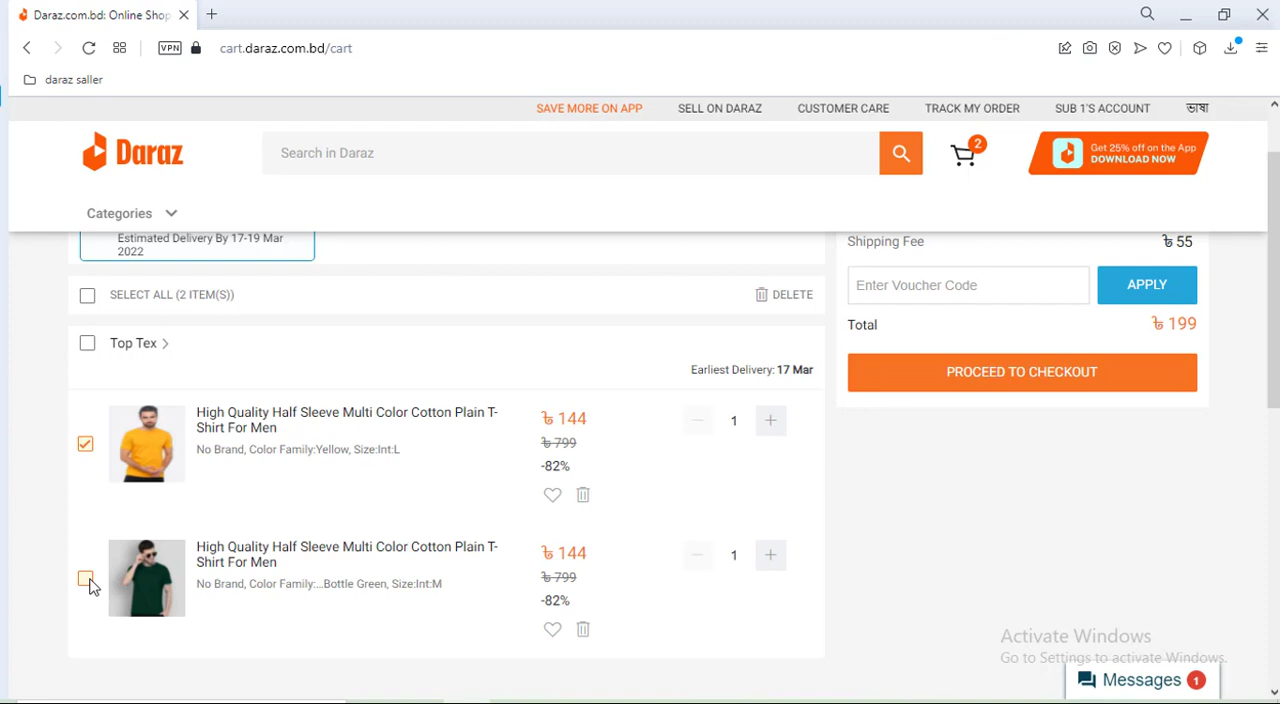 Daraz.com.bd: Online Shop
VPN
cart.daraz.com.bd/cart
daraz saller
SAVE MORE ON APP
SELL ON DARAZ
CUSTOMER CARE
TRACK MY ORDER
SUB 1'S ACCOUNT
ভাষা
Daraz
Search in Daraz
2
Get 25% off on the App
DOWNLOAD NOW
Categories
Estimated Delivery By 17-19 Mar
2022
Shipping Fee
৳ 55
Enter Voucher Code
APPLY
Total
৳ 199
PROCEED TO CHECKOUT
SELECT ALL (2 ITEM(S))
DELETE
Top Tex
Earliest Delivery: 17 Mar
High Quality Half Sleeve Multi Color Cotton Plain T-
Shirt For Men
No Brand, Color Family:Yellow, Size:Int:L
৳ 144
৳ 799
-82%
1
High Quality Half Sleeve Multi Color Cotton Plain T-
Shirt For Men
No Brand, Color Family:...Bottle Green, Size:Int:M
৳ 144
৳ 799
-82%
1
Activate Windows
Go to Settings to activate Windows.
Messages 1